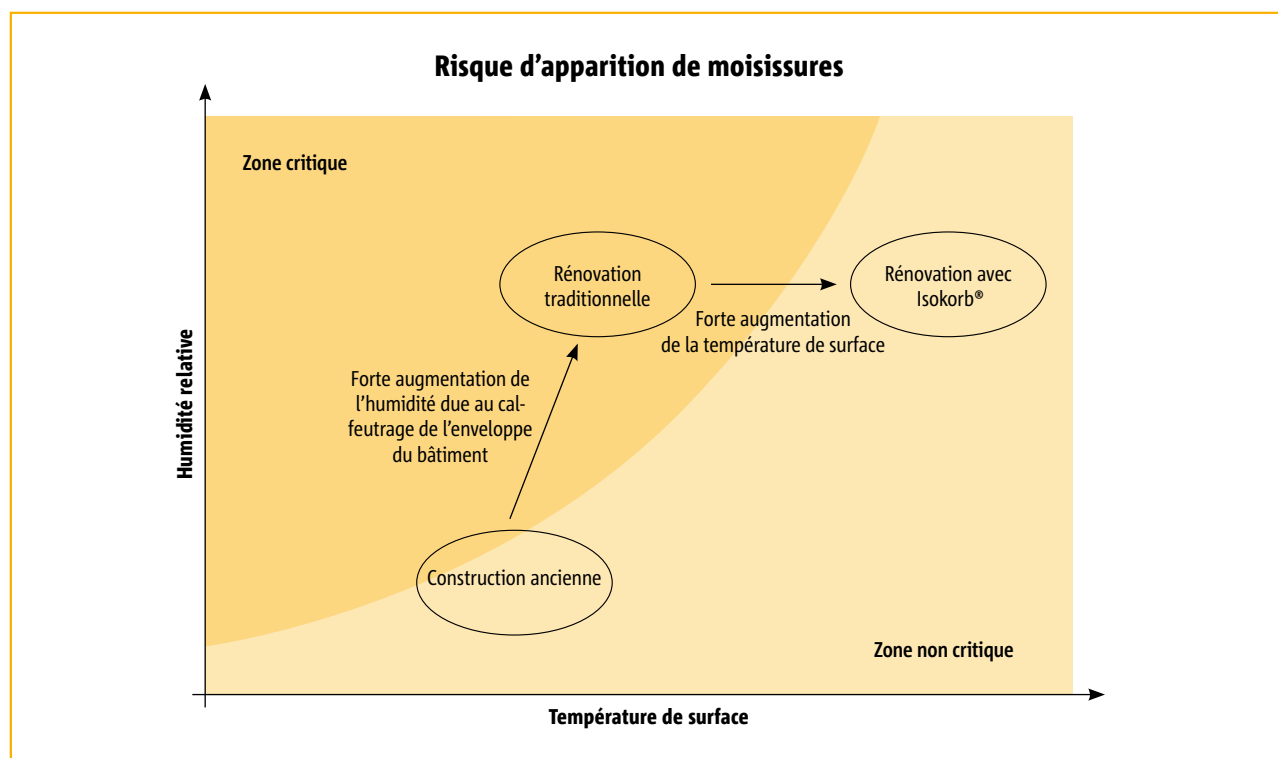 Risque d’apparition de moisissures
Zone critique
Rénovation
traditionnelle
Rénovation avec
Isokorb®
Forte augmentation
de la température de surface
Forte augmentation de
l’humidité due au cal-
feutrage de l’enveloppe
du bâtiment
Construction ancienne
Zone non critique
Humidité relative
Température de surface